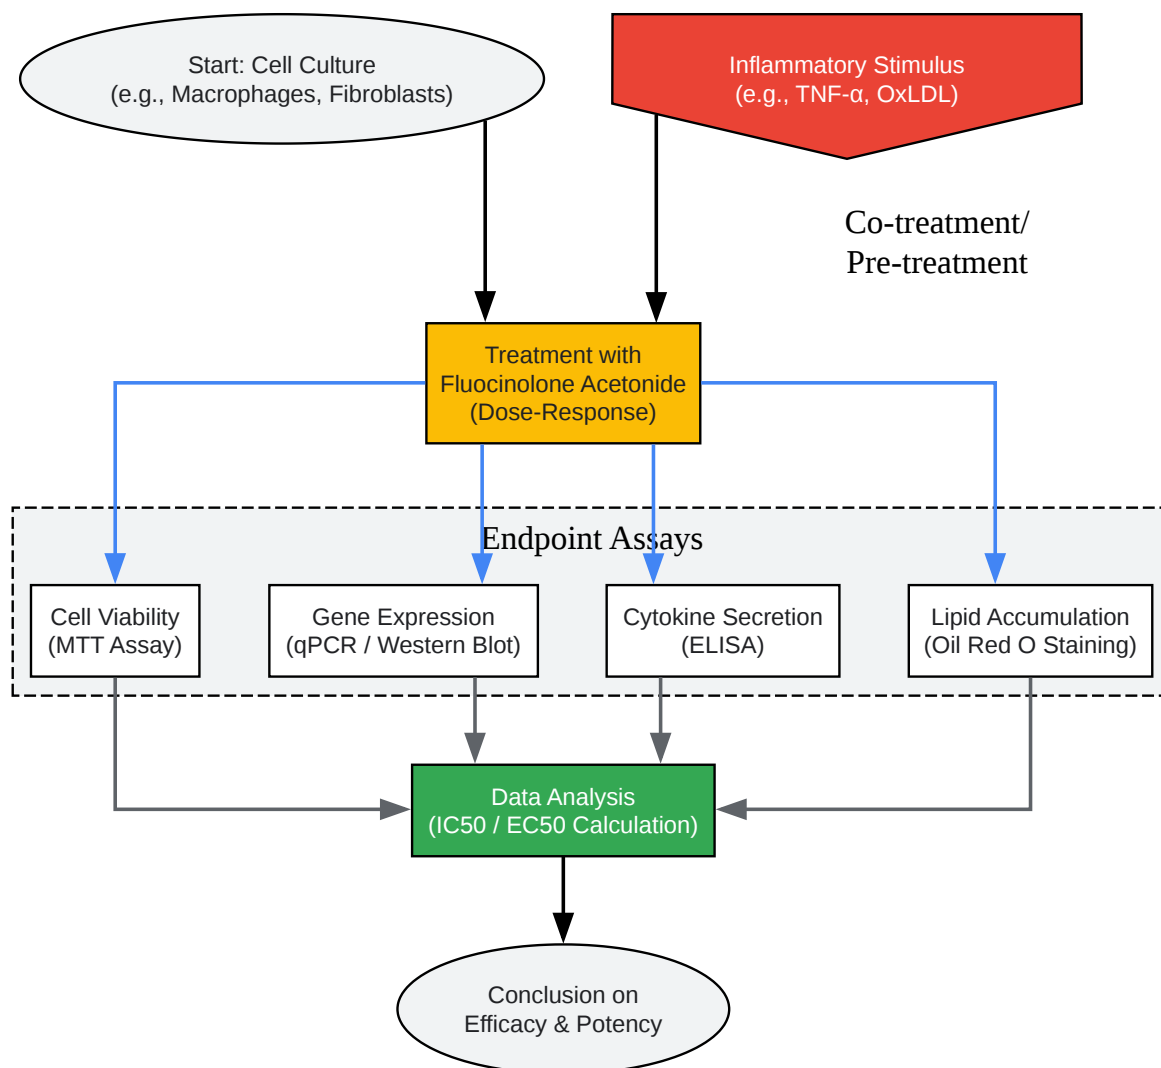 Start: Cell Culture
(e.g., Macrophages, Fibroblasts)
Inflammatory Stimulus
(e.g., TNF-α, OxLDL)
Co-treatment/
Pre-treatment
Treatment with
Fluocinolone Acetonide
(Dose-Response)
Endpoint Assays
Cell Viability
(MTT Assay)
Gene Expression
(qPCR / Western Blot)
Cytokine Secretion
(ELISA)
Lipid Accumulation
(Oil Red O Staining)
Data Analysis
(IC50 / EC50 Calculation)
Conclusion on
Efficacy & Potency